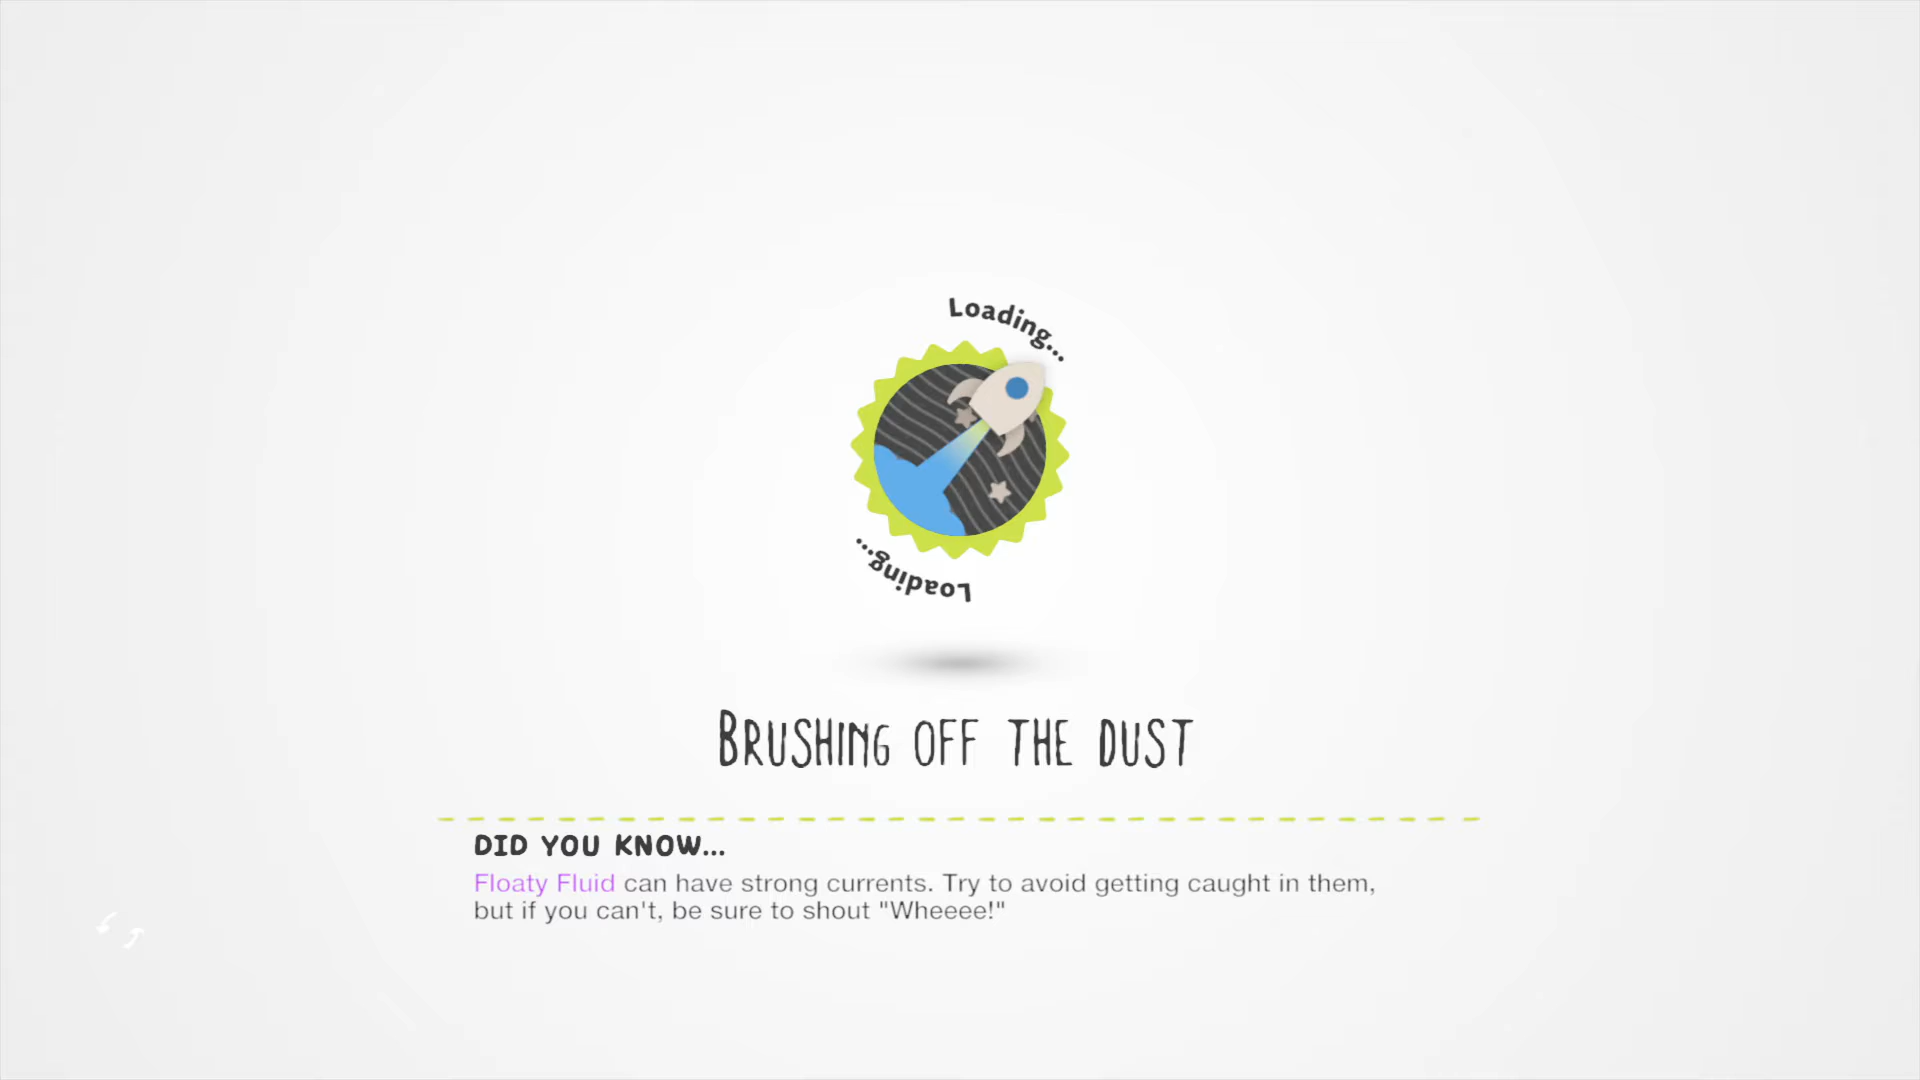 Loading...
Loading...
BRUSHING OFF THE DUST
DID YOU KNOW...
Floaty Fluid can have strong currents. Try to avoid getting caught in them,
but if you can't, be sure to shout "Wheeee!"